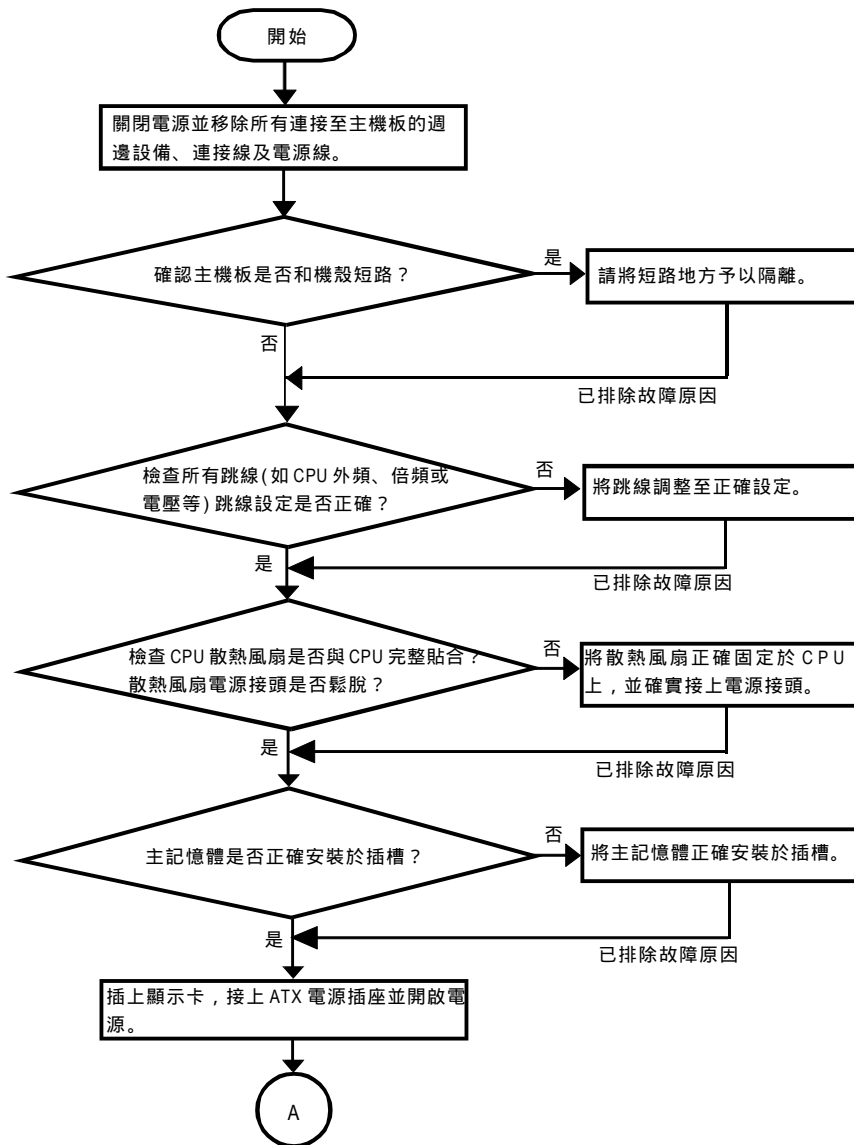 開始
關閉電源並移除所有連接至主機板的週
邊設備、連接線及電源線。
確認主機板是否和機殼短路？
是
請將短路地方予以隔離。
否
已排除故障原因
檢查所有跳線(如 CPU 外頻、倍頻或
電壓等)跳線設定是否正確？
否
將跳線調整至正確設定。
是
已排除故障原因
檢查 CPU 散熱風扇是否與 CPU 完整貼合？
散熱風扇電源接頭是否鬆脫？
否
將散熱風扇正確固定於 CPU
上，並確實接上電源接頭。
是
已排除故障原因
主記憶體是否正確安裝於插槽？
否
將主記憶體正確安裝於插槽。
是
已排除故障原因
插上顯示卡，接上 ATX 電源插座並開啟電
源。
A